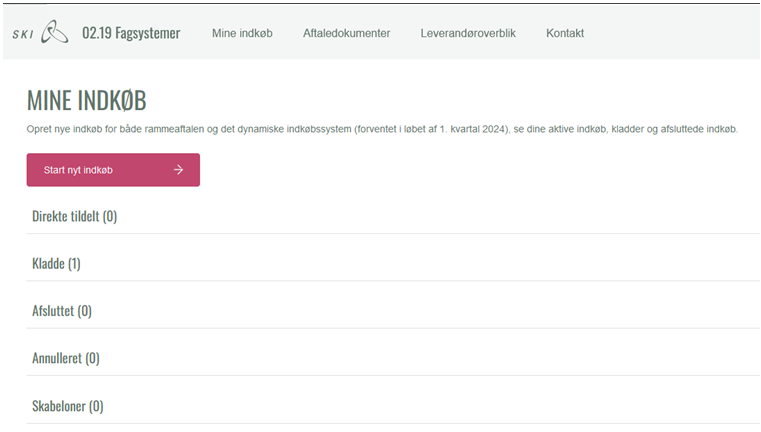 SKI 02.19 Fagsystemer Mine indkøb Aftaledokumenter Leverandøroverblik Kontakt
MINE INDKØB
Opret nye indkøb for både rammeaftalen og det dynamiske indkøbssystem (forventet i løbet af 1. kvartal 2024), se dine aktive indkøb, kladder og afsluttede indkøb.
Start nyt indkøb
Direkte tildelt (0)
Kladde (1)
Afsluttet (0)
Annulleret (0)
Skabeloner (0)